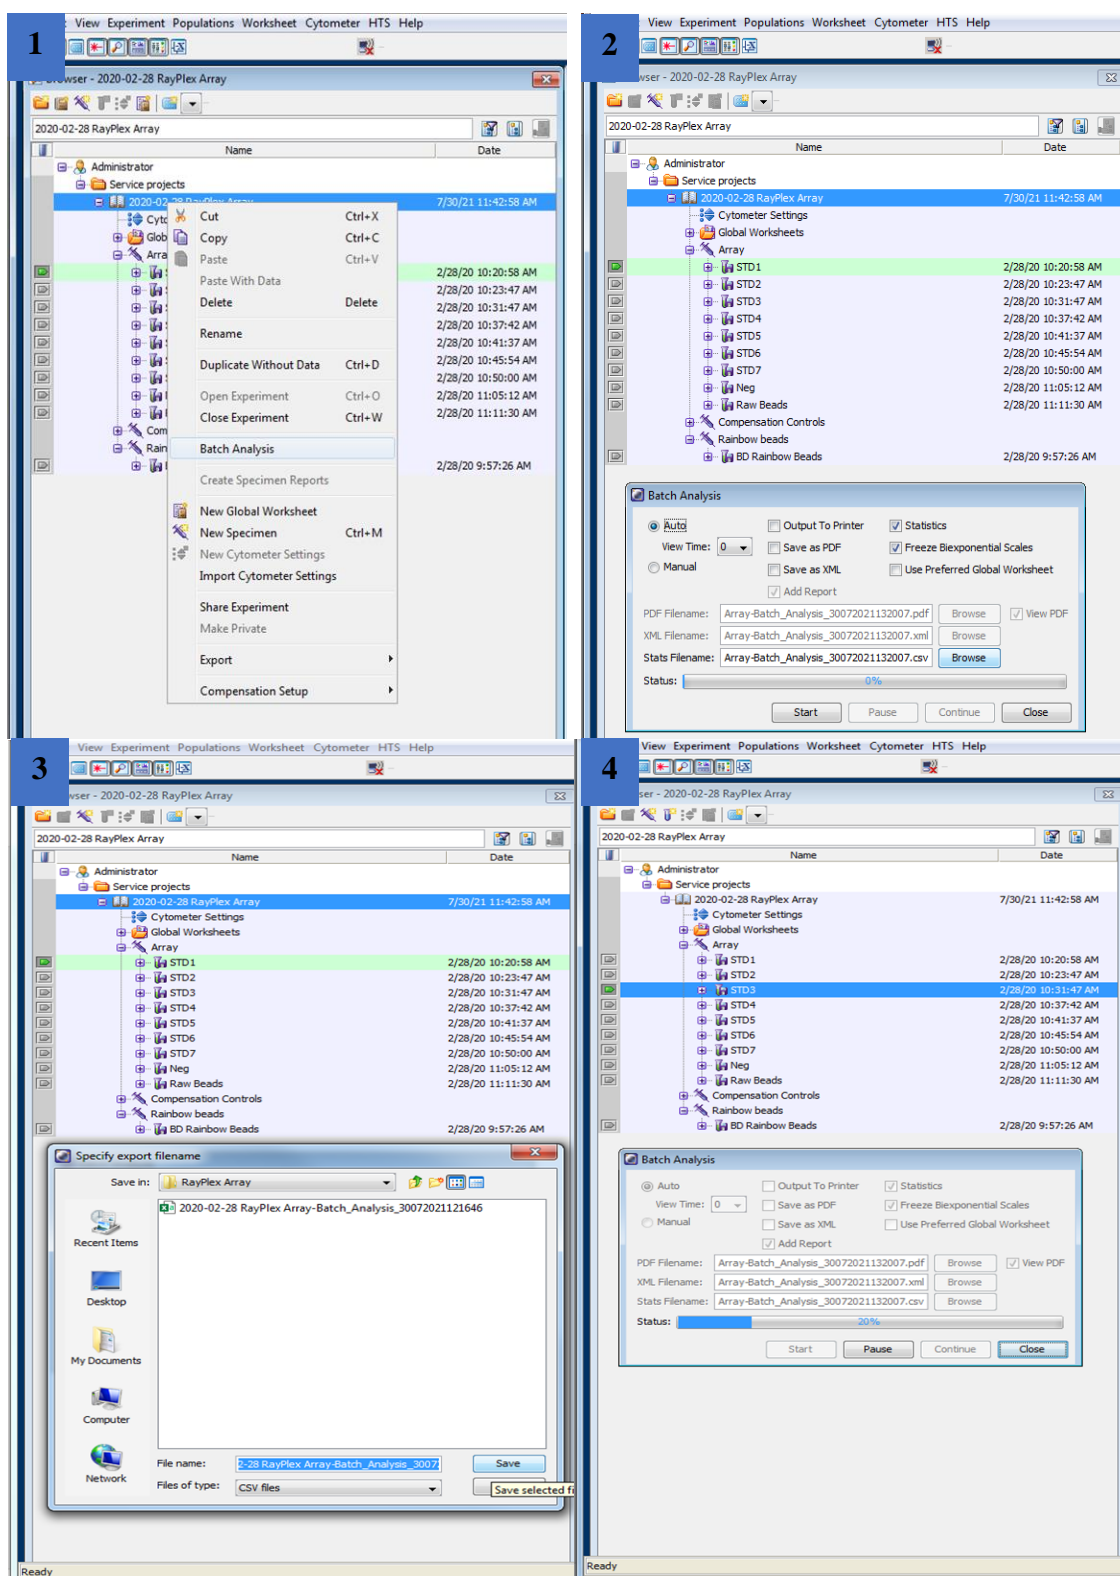 1
View Experiment Populations Worksheet Cytometer HTS Help
wser - 2020-02-28 RayPlex Array
2020-02-28 RayPlex Array
Name Date
Administrator
Service projects
2020-02-28 RayPlex Array 7/30/21 11:42:58 AM
Cyto
Glob
Arra
2/28/20 10:20:58 AM
2/28/20 10:23:47 AM
2/28/20 10:31:47 AM
2/28/20 10:37:42 AM
2/28/20 10:41:37 AM
2/28/20 10:45:54 AM
2/28/20 10:50:00 AM
2/28/20 11:05:12 AM
2/28/20 11:11:30 AM
Com
Rain
2/28/20 9:57:26 AM
Cut Ctrl+X
Copy Ctrl+C
Paste Ctrl+V
Paste With Data
Delete Delete
Rename
Duplicate Without Data Ctrl+D
Open Experiment Ctrl+O
Close Experiment Ctrl+W
Batch Analysis
Create Specimen Reports
New Global Worksheet
New Specimen Ctrl+M
New Cytometer Settings
Import Cytometer Settings
Share Experiment
Make Private
Export
Compensation Setup
2
View Experiment Populations Worksheet Cytometer HTS Help
wser - 2020-02-28 RayPlex Array
2020-02-28 RayPlex Array
Name Date
Administrator
Service projects
2020-02-28 RayPlex Array 7/30/21 11:42:58 AM
Cytometer Settings
Global Worksheets
Array
STD1 2/28/20 10:20:58 AM
STD2 2/28/20 10:23:47 AM
STD3 2/28/20 10:31:47 AM
STD4 2/28/20 10:37:42 AM
STD5 2/28/20 10:41:37 AM
STD6 2/28/20 10:45:54 AM
STD7 2/28/20 10:50:00 AM
Neg 2/28/20 11:05:12 AM
Raw Beads 2/28/20 11:11:30 AM
Compensation Controls
Rainbow beads
BD Rainbow Beads 2/28/20 9:57:26 AM
Batch Analysis
Auto Output To Printer Statistics
View Time: 0 Save as PDF Freeze Biexponential Scales
Manual Save as XML Use Preferred Global Worksheet
Add Report
PDF Filename: Array-Batch_Analysis_30072021132007.pdf Browse View PDF
XML Filename: Array-Batch_Analysis_30072021132007.xml Browse
Stats Filename: Array-Batch_Analysis_30072021132007.csv Browse
Status: 0%
Start Pause Continue Close
3
View Experiment Populations Worksheet Cytometer HTS Help
wser - 2020-02-28 RayPlex Array
2020-02-28 RayPlex Array
Name Date
Administrator
Service projects
2020-02-28 RayPlex Array 7/30/21 11:42:58 AM
Cytometer Settings
Global Worksheets
Array
STD1 2/28/20 10:20:58 AM
STD2 2/28/20 10:23:47 AM
STD3 2/28/20 10:31:47 AM
STD4 2/28/20 10:37:42 AM
STD5 2/28/20 10:41:37 AM
STD6 2/28/20 10:45:54 AM
STD7 2/28/20 10:50:00 AM
Neg 2/28/20 11:05:12 AM
Raw Beads 2/28/20 11:11:30 AM
Compensation Controls
Rainbow beads
BD Rainbow Beads 2/28/20 9:57:26 AM
Specify export filename
Save in: RayPlex Array
2020-02-28 RayPlex Array-Batch_Analysis_30072021121646
Recent Items
Desktop
My Documents
Computer
Network
File name: 2-28 RayPlex Array-Batch_Analysis_3007 Save
Files of type: CSV files Save selected fi
Ready
4
View Experiment Populations Worksheet Cytometer HTS Help
ser - 2020-02-28 RayPlex Array
2020-02-28 RayPlex Array
Name Date
Administrator
Service projects
2020-02-28 RayPlex Array 7/30/21 11:42:58 AM
Cytometer Settings
Global Worksheets
Array
STD1 2/28/20 10:20:58 AM
STD2 2/28/20 10:23:47 AM
STD3 2/28/20 10:31:47 AM
STD4 2/28/20 10:37:42 AM
STD5 2/28/20 10:41:37 AM
STD6 2/28/20 10:45:54 AM
STD7 2/28/20 10:50:00 AM
Neg 2/28/20 11:05:12 AM
Raw Beads 2/28/20 11:11:30 AM
Compensation Controls
Rainbow beads
BD Rainbow Beads 2/28/20 9:57:26 AM
Batch Analysis
Auto Output To Printer Statistics
View Time: 0 Save as PDF Freeze Biexponential Scales
Manual Save as XML Use Preferred Global Worksheet
Add Report
PDF Filename: Array-Batch_Analysis_30072021132007.pdf Browse View PDF
XML Filename: Array-Batch_Analysis_30072021132007.xml Browse
Stats Filename: Array-Batch_Analysis_30072021132007.csv Browse
Status: 20%
Start Pause Continue Close
Ready